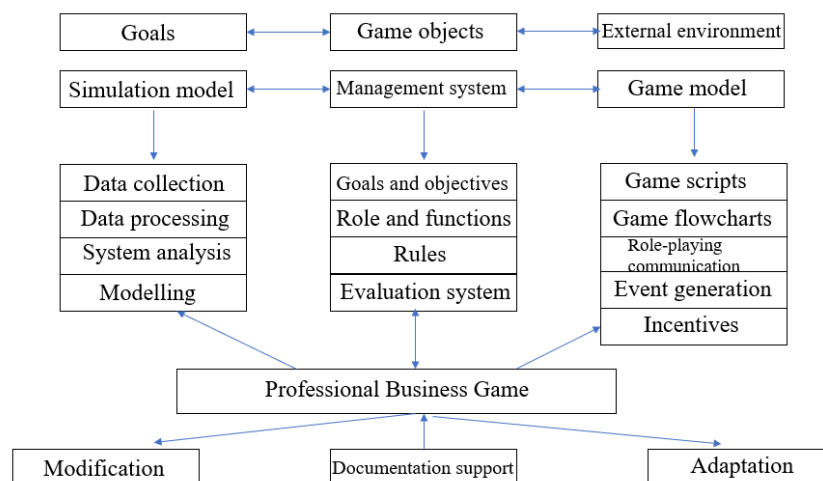 Goals
Game objects
External environment
Simulation model
Management system
Game model
Data collection
Data processing
System analysis
Modelling
Goals and objectives
Role and functions
Rules
Evaluation system
Game scripts
Game flowcharts
Role-playing
communication
Event generation
Incentives
Professional Business Game
Modification
Documentation support
Adaptation